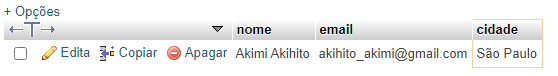 + Opções
←T→ nome email cidade
Edita Copiar Apagar Akimi Akihito akihito_akimi@gmail.com São Paulo